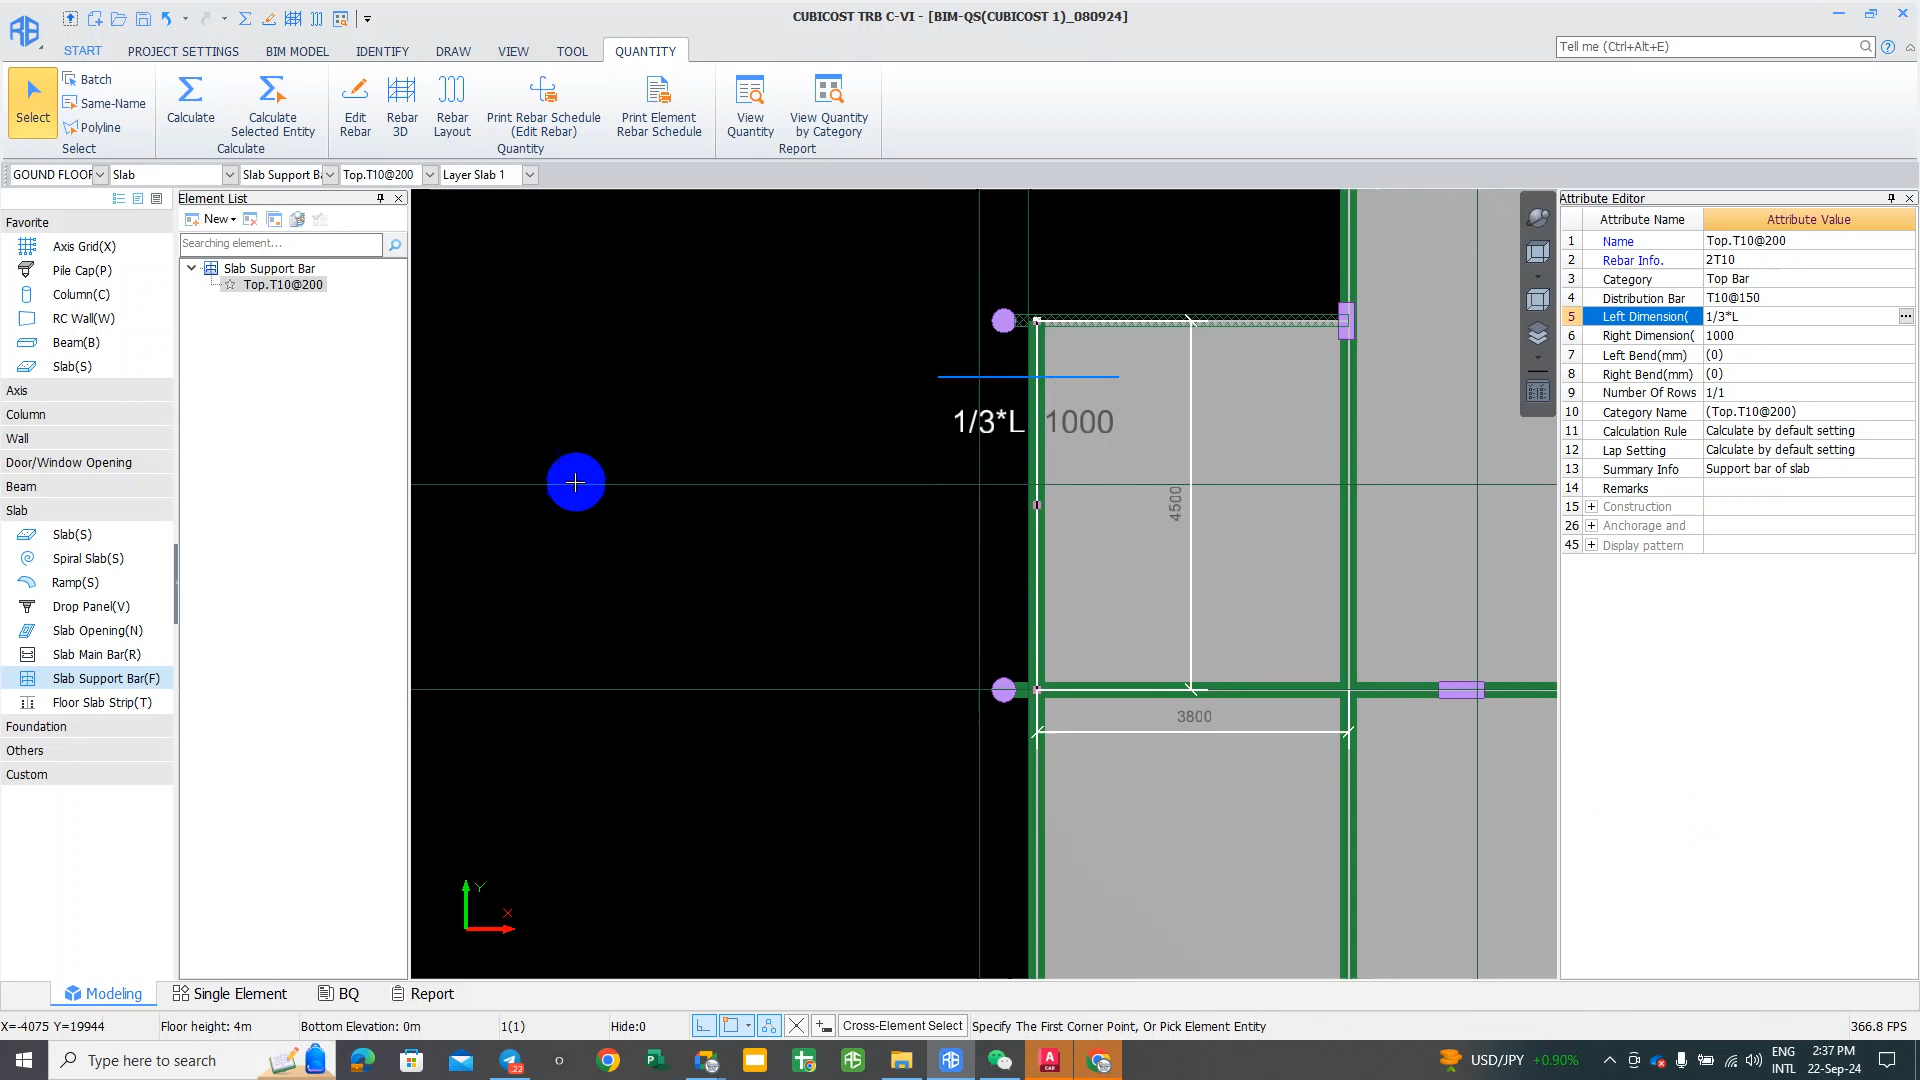 CUBICOST TRB C-VI - [BIM-QS(CUBICOST 1)_080924]
START
PROJECT SETTINGS
BIM MODEL
IDENTIFY
DRAW
VIEW
TOOL
QUANTITY
Tell me (Ctrl+Alt+E)
Select
Batch
Same-Name
Polyline
Select
Calculate
Calculate Selected Entity
Calculate
Edit Rebar
Rebar 3D
Rebar Layout
Print Rebar Schedule (Edit Rebar)
Print Element Rebar Schedule
Quantity
View Quantity
View Quantity by Category
Report
GOUND FLOOR
Slab
Slab Support Ba
Top.T10@200
Layer Slab 1
Favorite
Axis Grid(X)
Pile Cap(P)
Column(C)
RC Wall(W)
Beam(B)
Slab(S)
Axis
Column
Wall
Door/Window Opening
Beam
Slab
Slab(S)
Spiral Slab(S)
Ramp(S)
Drop Panel(V)
Slab Opening(N)
Slab Main Bar(R)
Slab Support Bar(F)
Floor Slab Strip(T)
Foundation
Others
Custom
Element List
New
Searching element...
Slab Support Bar
Top.T10@200
1/3*L 1000
4500
3800
Y
X
Attribute Editor
Attribute Name Attribute Value
1 Name Top.T10@200
2 Rebar Info. 2T10
3 Category Top Bar
4 Distribution Bar T10@150
5 Left Dimension( 1/3*L
6 Right Dimension( 1000
7 Left Bend(mm) (0)
8 Right Bend(mm) (0)
9 Number Of Rows 1/1
10 Category Name (Top.T10@200)
11 Calculation Rule Calculate by default setting
12 Lap Setting Calculate by default setting
13 Summary Info Support bar of slab
14 Remarks
15 Construction
26 Anchorage and
45 Display pattern
Modeling
Single Element
BQ
Report
X=-4075 Y=19944
Floor height: 4m
Bottom Elevation: 0m
1(1)
Hide:0
Cross-Element Select
Specify The First Corner Point, Or Pick Element Entity
366.8 FPS
Type here to search
22
USD/JPY +0.90%
ENG
INTL
2:37 PM
22-Sep-24